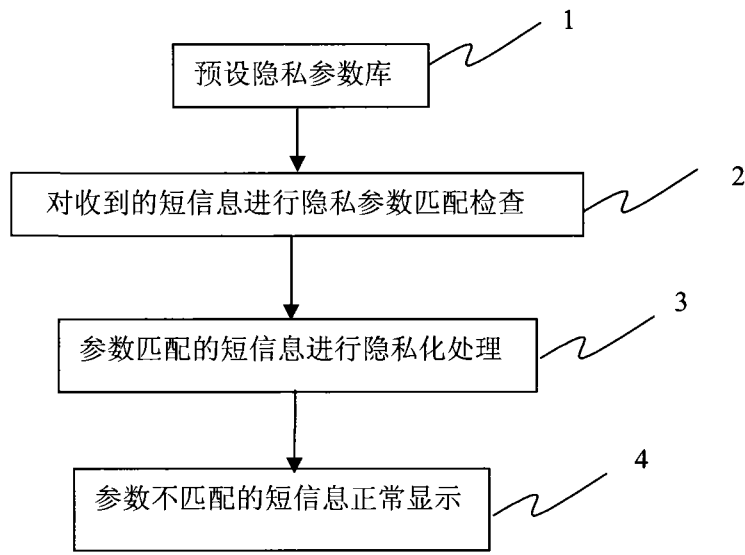 1
预设隐私参数库
2
对收到的短信息进行隐私参数匹配检查
3
参数匹配的短信息进行隐私化处理
4
参数不匹配的短信息正常显示